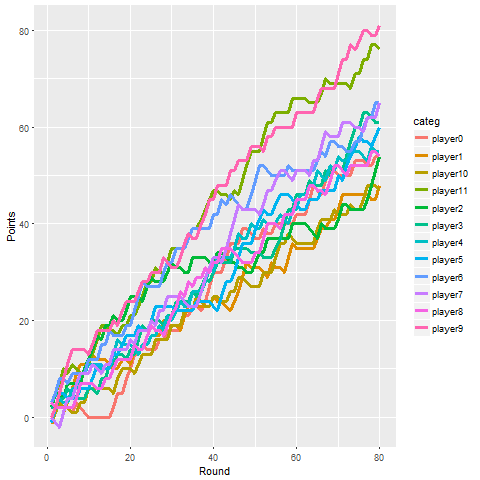 80
60
40
20
0
Points
0
20
40
60
80
Round
categ
player0
player1
player10
player11
player2
player3
player4
player5
player6
player7
player8
player9